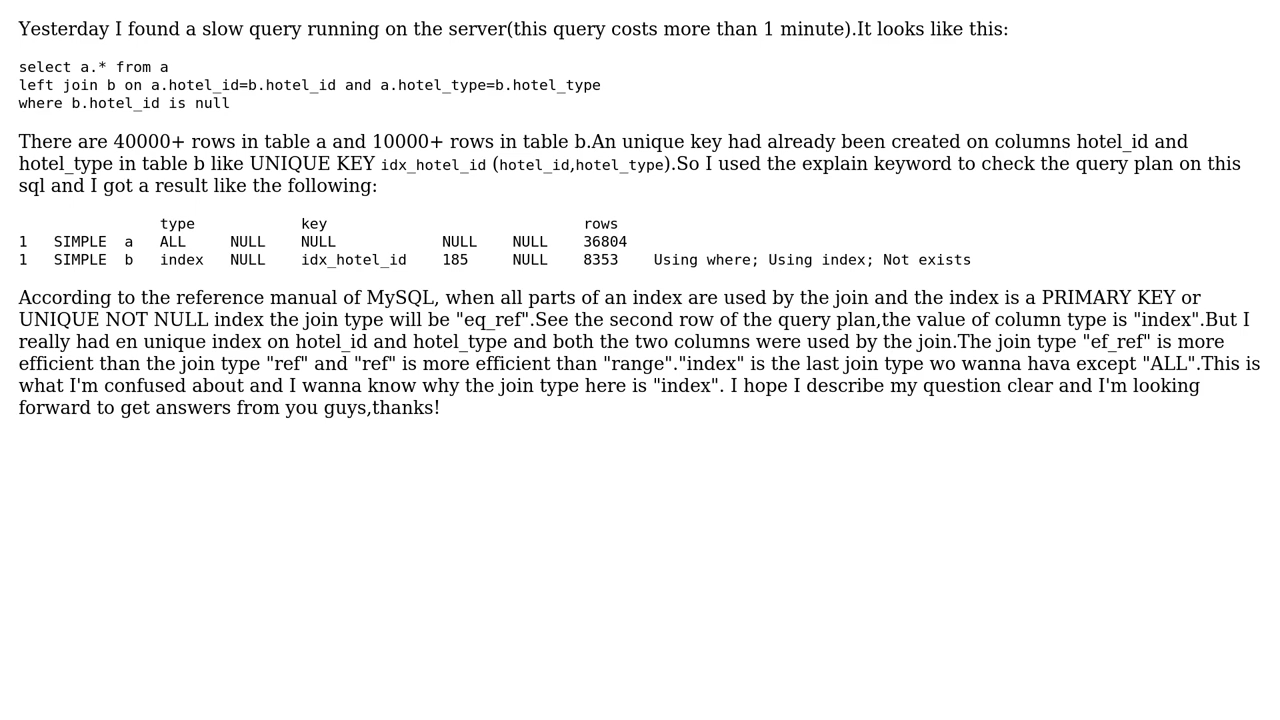 Yesterday I found a slow query running on the server(this query costs more than 1 minute).It looks like this:
select a.* from a
left join b on a.hotel_id=b.hotel_id and a.hotel_type=b.hotel_type
where b.hotel_id is null
There are 40000+ rows in table a and 10000+ rows in table b.An unique key had already been created on columns hotel_id and
hotel_type in table b like UNIQUE KEY idx_hotel_id (hotel_id,hotel_type).So I used the explain keyword to check the query plan on this
sql and I got a result like the following:
                type            key                             rows
1   SIMPLE  a   ALL     NULL    NULL            NULL    NULL    36804
1   SIMPLE  b   index   NULL    idx_hotel_id    185     NULL    8353    Using where; Using index; Not exists
According to the reference manual of MySQL, when all parts of an index are used by the join and the index is a PRIMARY KEY or
UNIQUE NOT NULL index the join type will be "eq_ref".See the second row of the query plan,the value of column type is "index".But I
really had en unique index on hotel_id and hotel_type and both the two columns were used by the join.The join type "ef_ref" is more
efficient than the join type "ref" and "ref" is more efficient than "range"."index" is the last join type wo wanna hava except "ALL".This is
what I'm confused about and I wanna know why the join type here is "index". I hope I describe my question clear and I'm looking
forward to get answers from you guys,thanks!